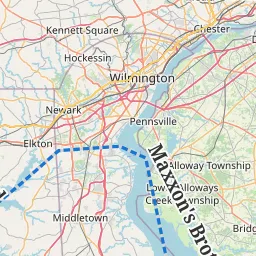 Kennett Square
Chester
Hockessin
Wilmington
Newark
Pennsville
Elkton
Alloway Township
Lower Alloways
Creek Township
Maxxon's Bro
Middletown
Bridg